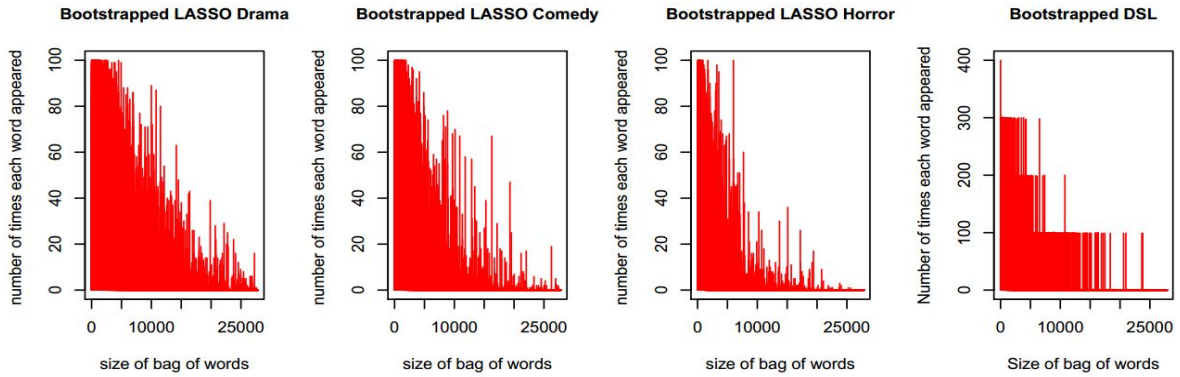 Bootstrapped LASSO Drama
number of times each word appeared
100
80
60
40
20
0
0 10000 25000
size of bag of words
Bootstrapped LASSO Comedy
number of times each word appeared
100
80
60
40
20
0
0 10000 25000
size of bag of words
Bootstrapped LASSO Horror
number of times each word appeared
100
80
60
40
20
0
0 10000 25000
size of bag of words
Bootstrapped DSL
Number of times each word appeared
400
300
200
100
0
0 10000 25000
Size of bag of words